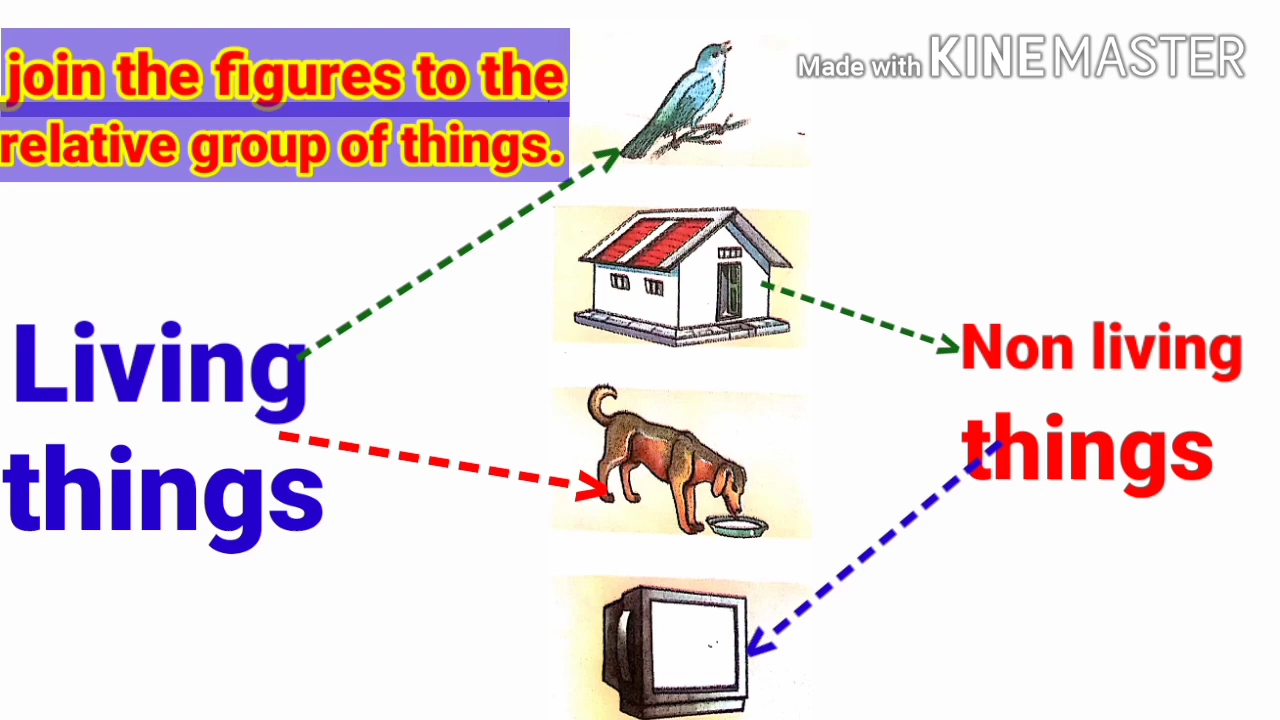 join the figures to the
relative group of things.
Made with KINEMASTER
Living
things
Non living
things